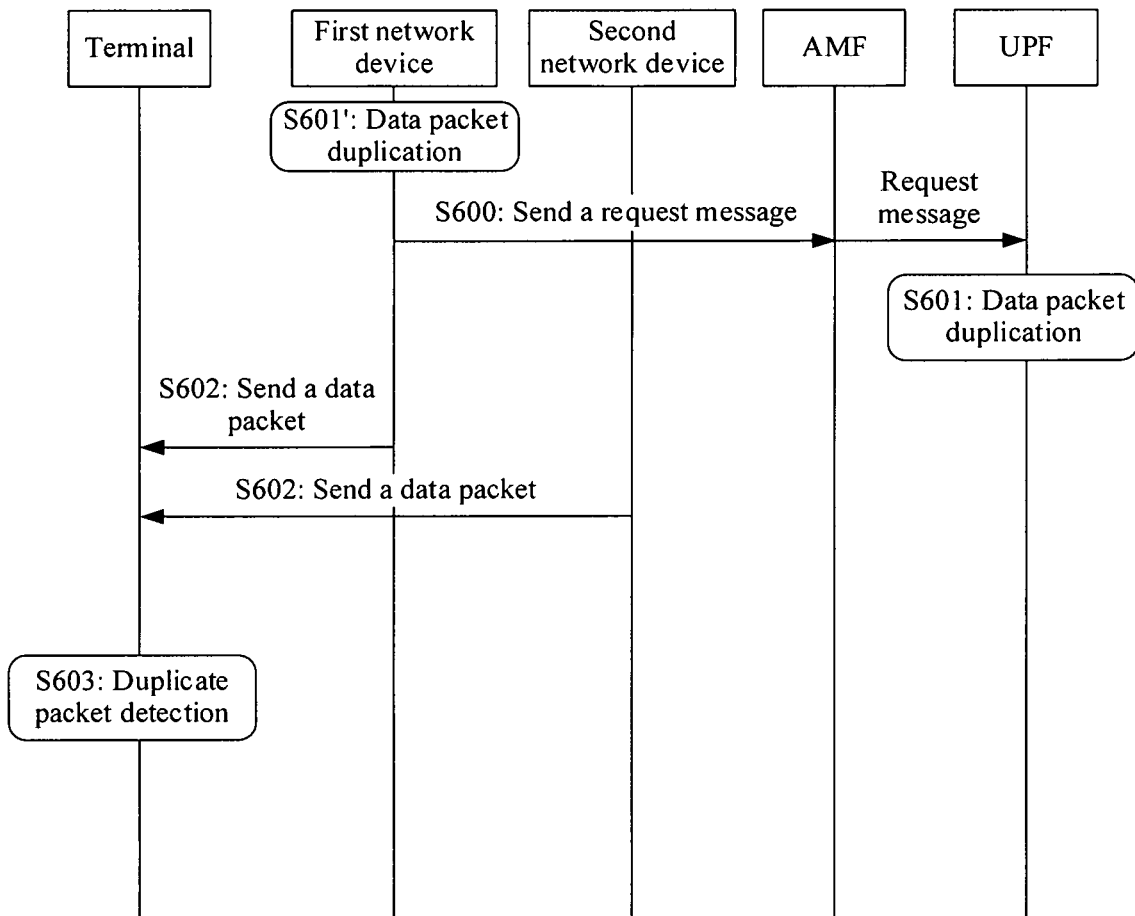 Terminal
First network
device
Second
network device
AMF
UPF
S601': Data packet
duplication
S600: Send a request message
Request
message
S601: Data packet
duplication
S602: Send a data
packet
S602: Send a data packet
S603: Duplicate
packet detection